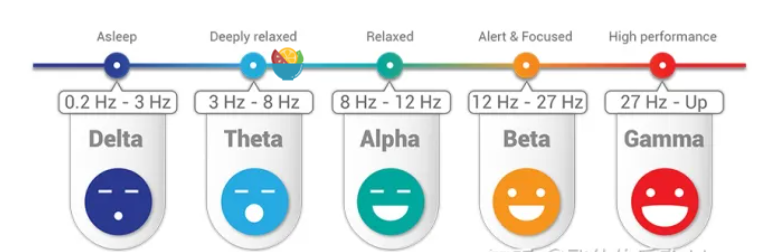 Asleep Deeply relaxed Relaxed Alert & Focused High performance
0.2 Hz - 3 Hz 3 Hz - 8 Hz 8 Hz - 12 Hz 12 Hz - 27 Hz 27 Hz - Up
Delta Theta Alpha Beta Gamma